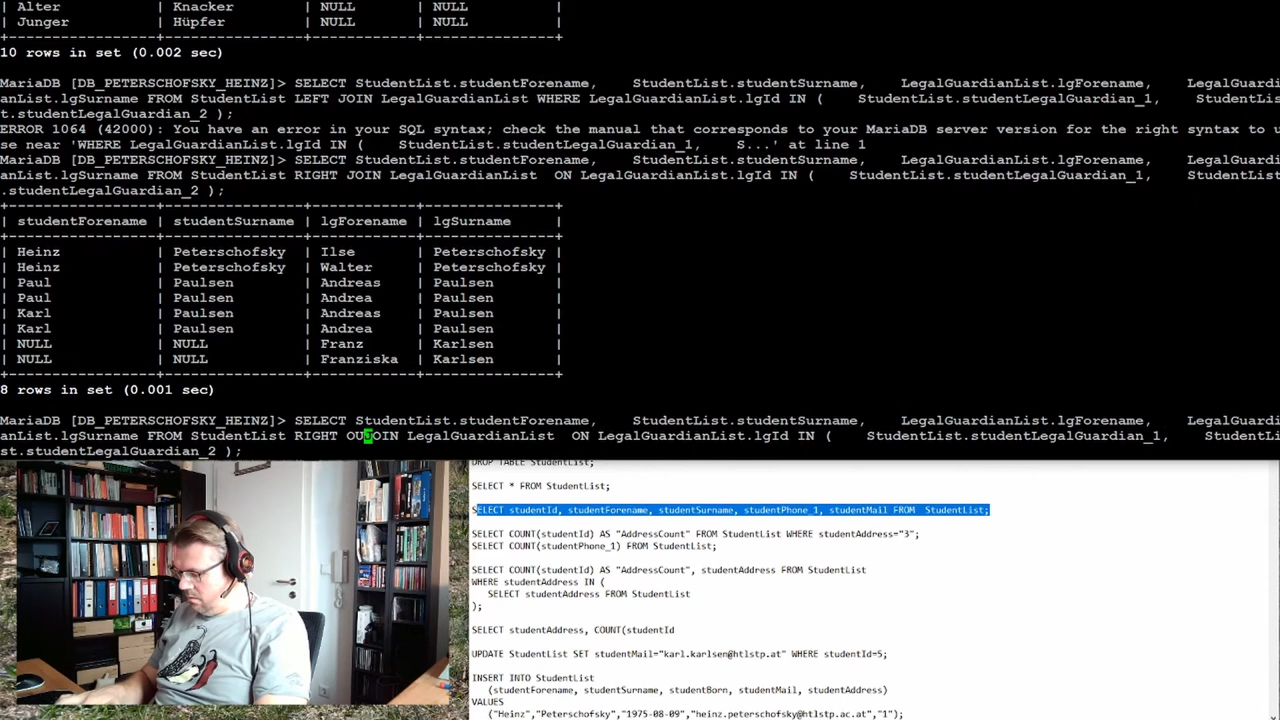 | Alter | Knacker | NULL | NULL |
| Junger | Hüpfer | NULL | NULL |
10 rows in set (0.002 sec)
MariaDB [DB_PETERSCHOFSKY_HEINZ]> SELECT StudentList.studentForename, StudentList.studentSurname, LegalGuardianList.lgForename, LegalGuardi
anList.lgSurname FROM StudentList LEFT JOIN LegalGuardianList WHERE LegalGuardianList.lgId IN ( StudentList.studentLegalGuardian_1, StudentLis
t.studentLegalGuardian_2 );
ERROR 1064 (42000): You have an error in your SQL syntax; check the manual that corresponds to your MariaDB server version for the right syntax to u
se near 'WHERE LegalGuardianList.lgId IN ( StudentList.studentLegalGuardian_1, S...' at line 1
MariaDB [DB_PETERSCHOFSKY_HEINZ]> SELECT StudentList.studentForename, StudentList.studentSurname, LegalGuardianList.lgForename, LegalGuardi
anList.lgSurname FROM StudentList RIGHT JOIN LegalGuardianList ON LegalGuardianList.lgId IN ( StudentList.studentLegalGuardian_1, StudentList
.studentLegalGuardian_2 );
| studentForename | studentSurname | lgForename | lgSurname |
| Heinz | Peterschofsky | Ilse | Peterschofsky |
| Heinz | Peterschofsky | Walter | Peterschofsky |
| Paul | Paulsen | Andreas | Paulsen |
| Paul | Paulsen | Andrea | Paulsen |
| Karl | Paulsen | Andreas | Paulsen |
| Karl | Paulsen | Andrea | Paulsen |
| NULL | NULL | Franz | Karlsen |
| NULL | NULL | Franziska | Karlsen |
8 rows in set (0.001 sec)
MariaDB [DB_PETERSCHOFSKY_HEINZ]> SELECT StudentList.studentForename, StudentList.studentSurname, LegalGuardianList.lgForename, LegalGuardi
anList.lgSurname FROM StudentList RIGHT OUJOIN LegalGuardianList ON LegalGuardianList.lgId IN ( StudentList.studentLegalGuardian_1, StudentLis
t.studentLegalGuardian_2 );
DROP TABLE StudentList;
SELECT * FROM StudentList;
SELECT studentId, studentForename, studentSurname, studentPhone_1, studentMail FROM StudentList;
SELECT COUNT(studentId) AS "AddressCount" FROM StudentList WHERE studentAddress="3";
SELECT COUNT(studentPhone_1) FROM StudentList;
SELECT COUNT(studentId) AS "AddressCount", studentAddress FROM StudentList
WHERE studentAddress IN (
SELECT studentAddress FROM StudentList
);
SELECT studentAddress, COUNT(studentId
UPDATE StudentList SET studentMail="karl.karlsen@htlstp.at" WHERE studentId=5;
INSERT INTO StudentList
(studentForename, studentSurname, studentBorn, studentMail, studentAddress)
VALUES
("Heinz","Peterschofsky","1975-08-09","heinz.peterschofsky@htlstp.ac.at","1");